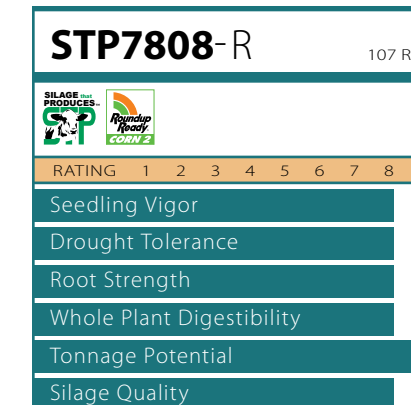 STP7808-R
107 R
SILAGE that
PRODUCES™
STP
Roundup
Ready
CORN 2
RATING 1 2 3 4 5 6 7 8
Seedling Vigor
Drought Tolerance
Root Strength
Whole Plant Digestibility
Tonnage Potential
Silage Quality